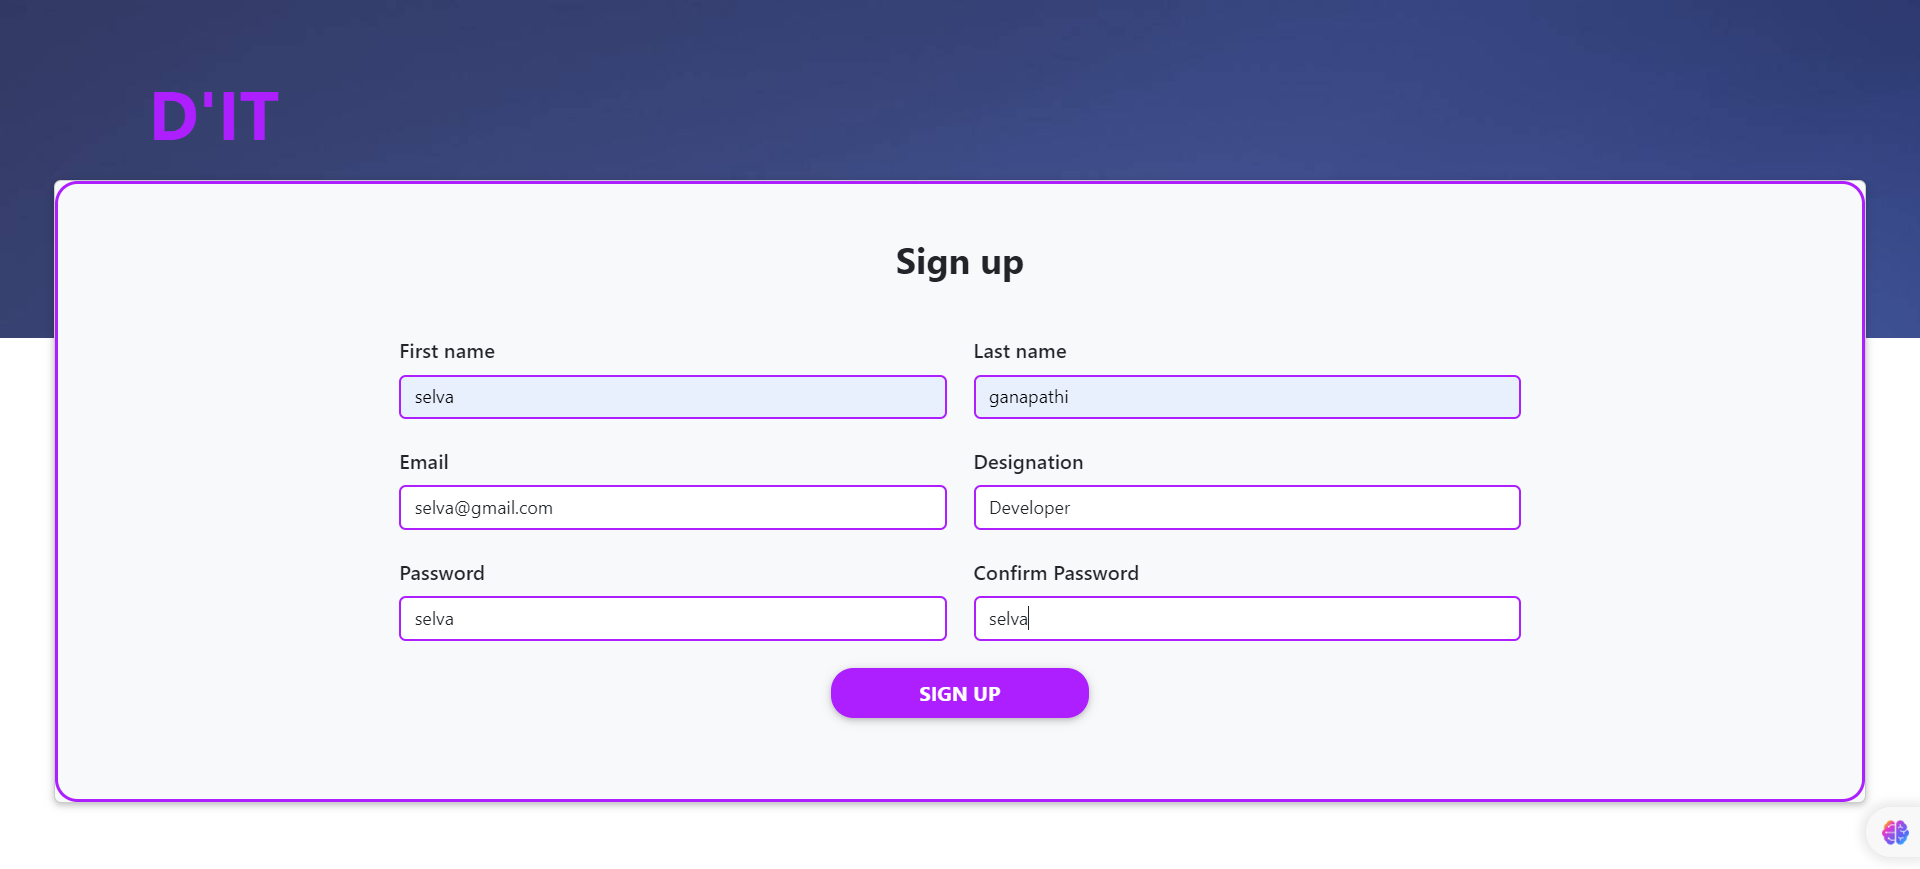 D'IT
Sign up
First name
Last name
selva
ganapathi
Email
Designation
selva@gmail.com
Developer
Password
Confirm Password
selva
selva
SIGN UP